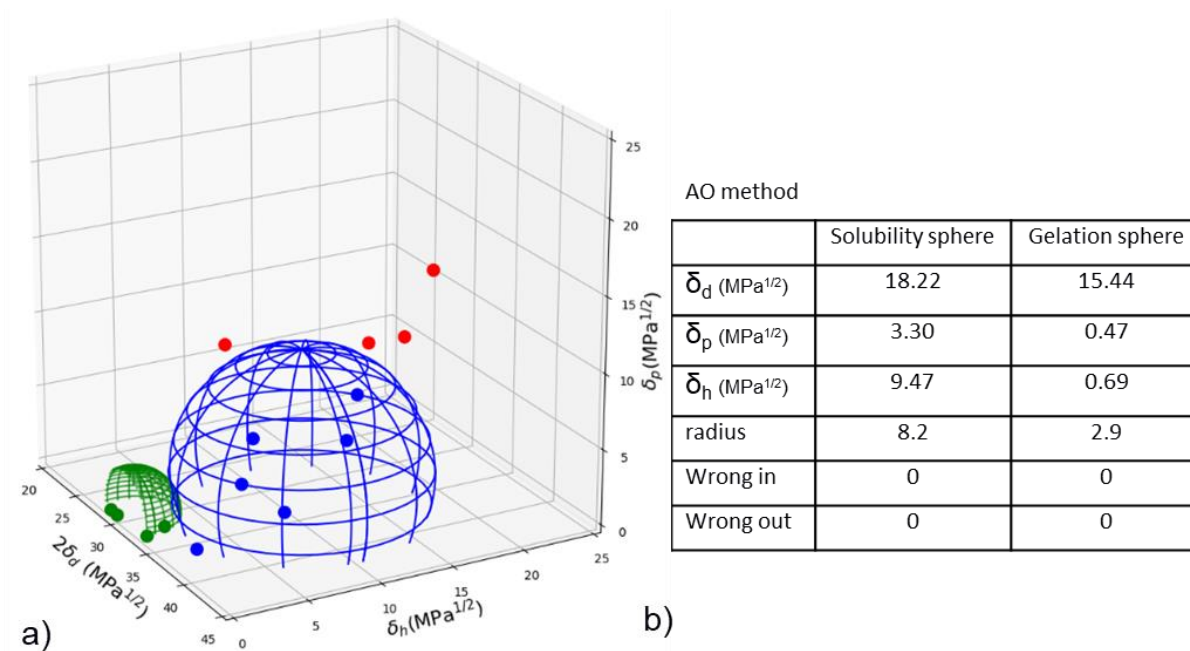 25
20
15
10
5
0
δp(MPa1/2)
20
25
30
35
40
45
2δd (MPa1/2)
0
5
10
15
20
25
δh(MPa1/2)
a)
b)
AO method
Solubility sphere Gelation sphere
δd (MPa1/2) 18.22 15.44
δp (MPa1/2) 3.30 0.47
δh (MPa1/2) 9.47 0.69
radius 8.2 2.9
Wrong in 0 0
Wrong out 0 0